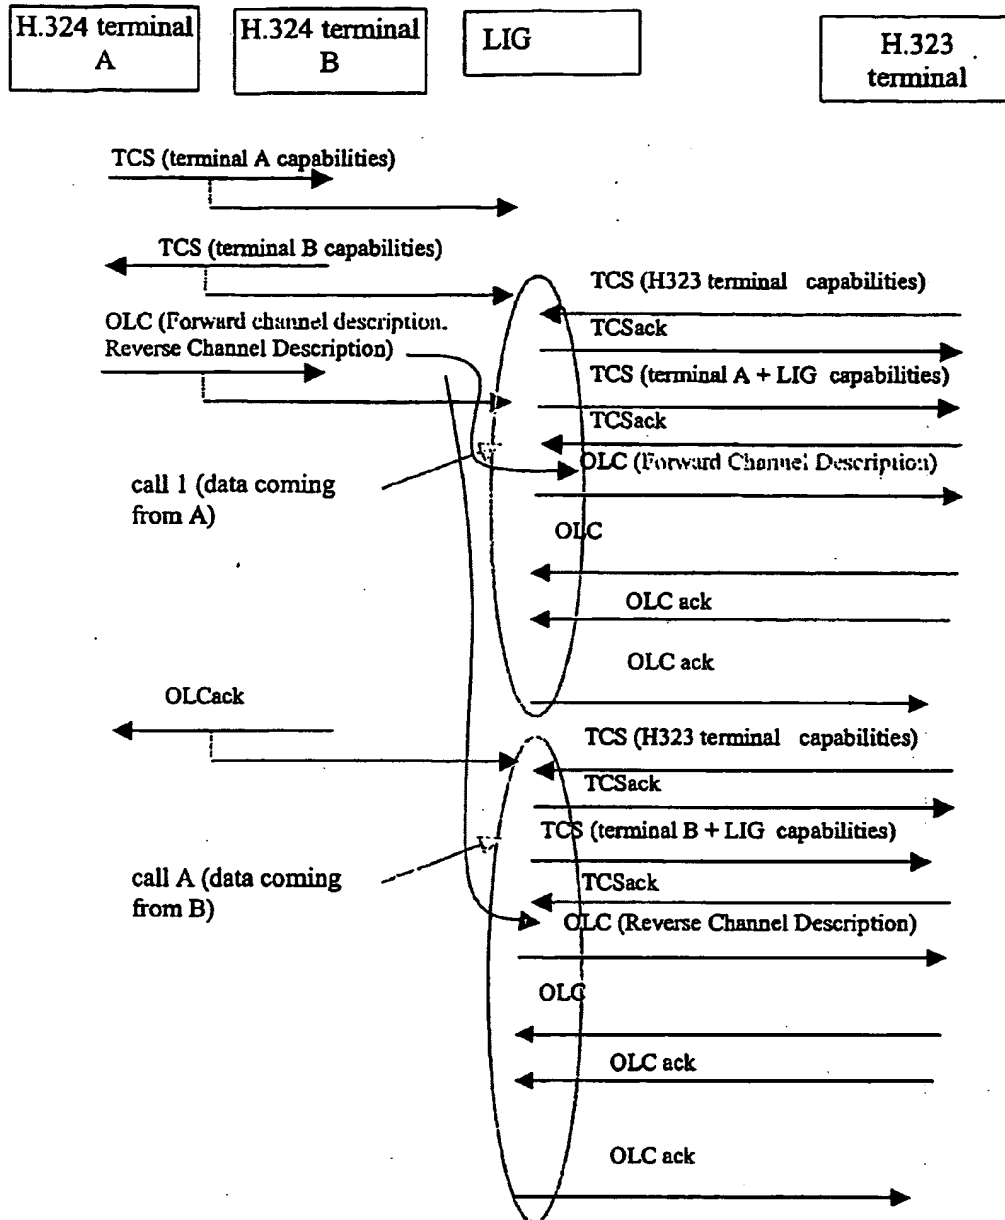 H.324 terminal
A
H.324 terminal
B
LIG
H.323
terminal
TCS (terminal A capabilities)
TCS (terminal B capabilities)
TCS (H323 terminal capabilities)
OLC (Forward channel description.
Reverse Channel Description)
TCSack
TCS (terminal A + LIG capabilities)
TCSack
OLC (Forward Channel Description)
call 1 (data coming
from A)
OLC
OLC ack
OLC ack
OLCack
TCS (H323 terminal capabilities)
TCSack
TCS (terminal B + LIG capabilities)
call A (data coming
from B)
TCSack
OLC (Reverse Channel Description)
OLC
OLC ack
OLC ack